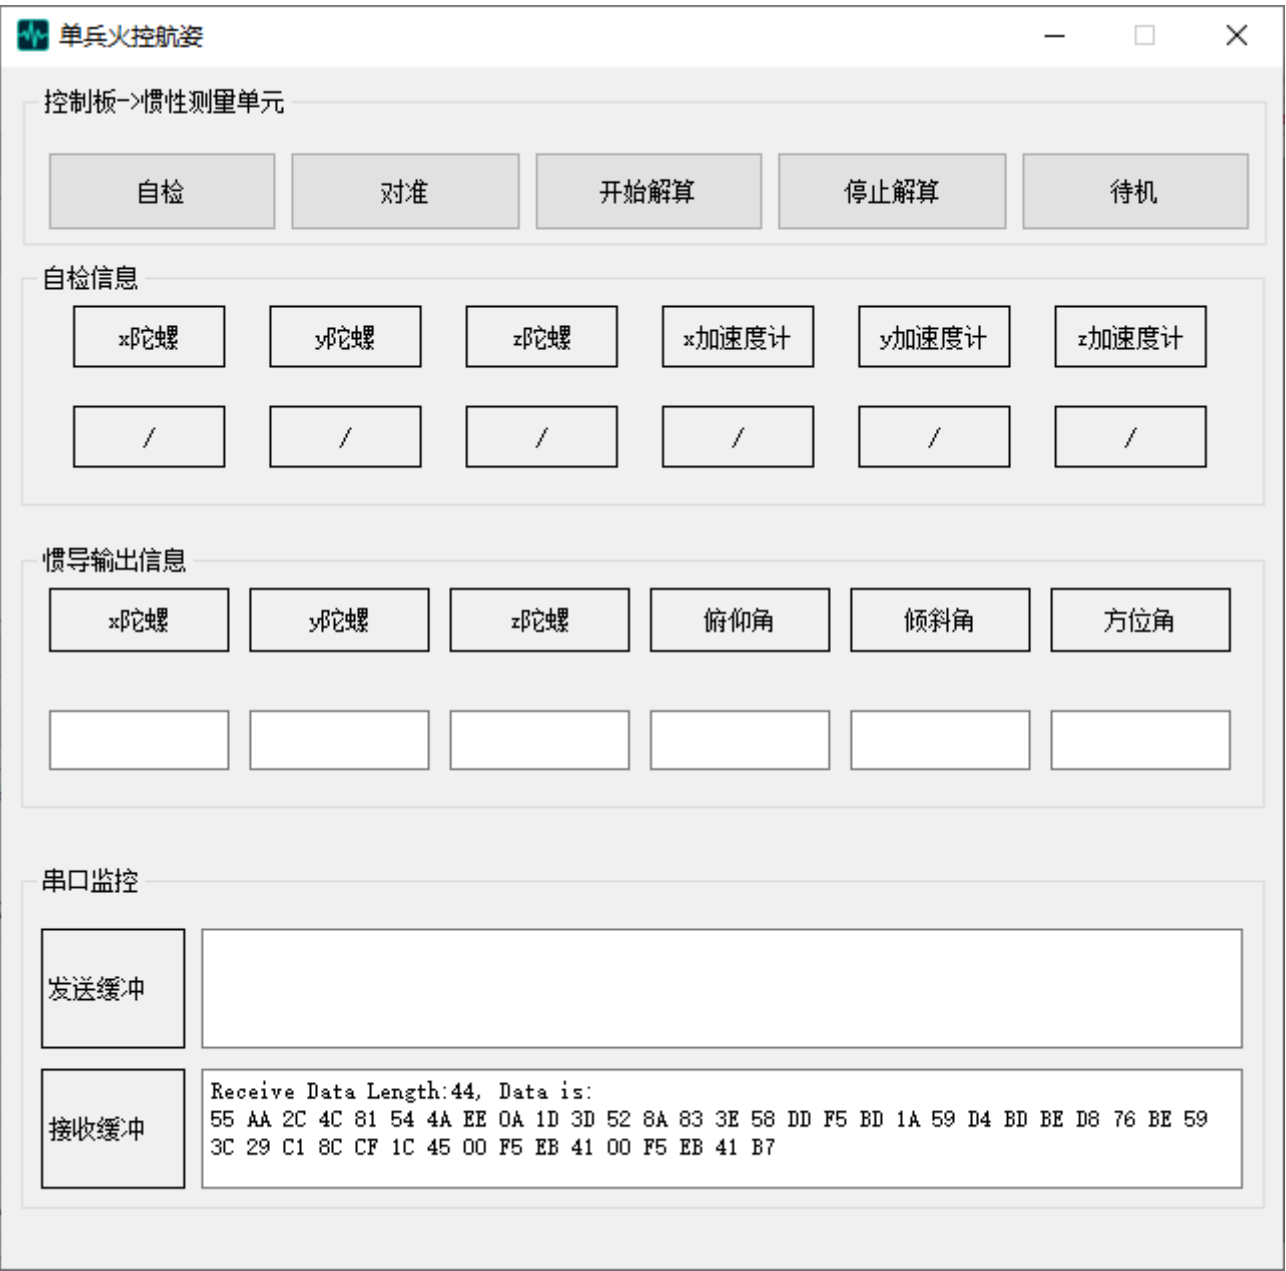 单兵火控航姿
控制板->惯性测量单元
自检 对准 开始解算 停止解算 待机
自检信息
x陀螺 y陀螺 z陀螺 x加速度计 y加速度计 z加速度计
/ / / / / /
惯导输出信息
x陀螺 y陀螺 z陀螺 俯仰角 倾斜角 方位角
串口监控
发送缓冲
接收缓冲
Receive Data Length:44, Data is:
55 AA 2C 4C 81 54 4A EE 0A 1D 3D 52 8A 83 3E 58 DD F5 BD 1A 59 D4 BD BE D8 76 BE 59
3C 29 C1 8C CF 1C 45 00 F5 EB 41 00 F5 EB 41 B7